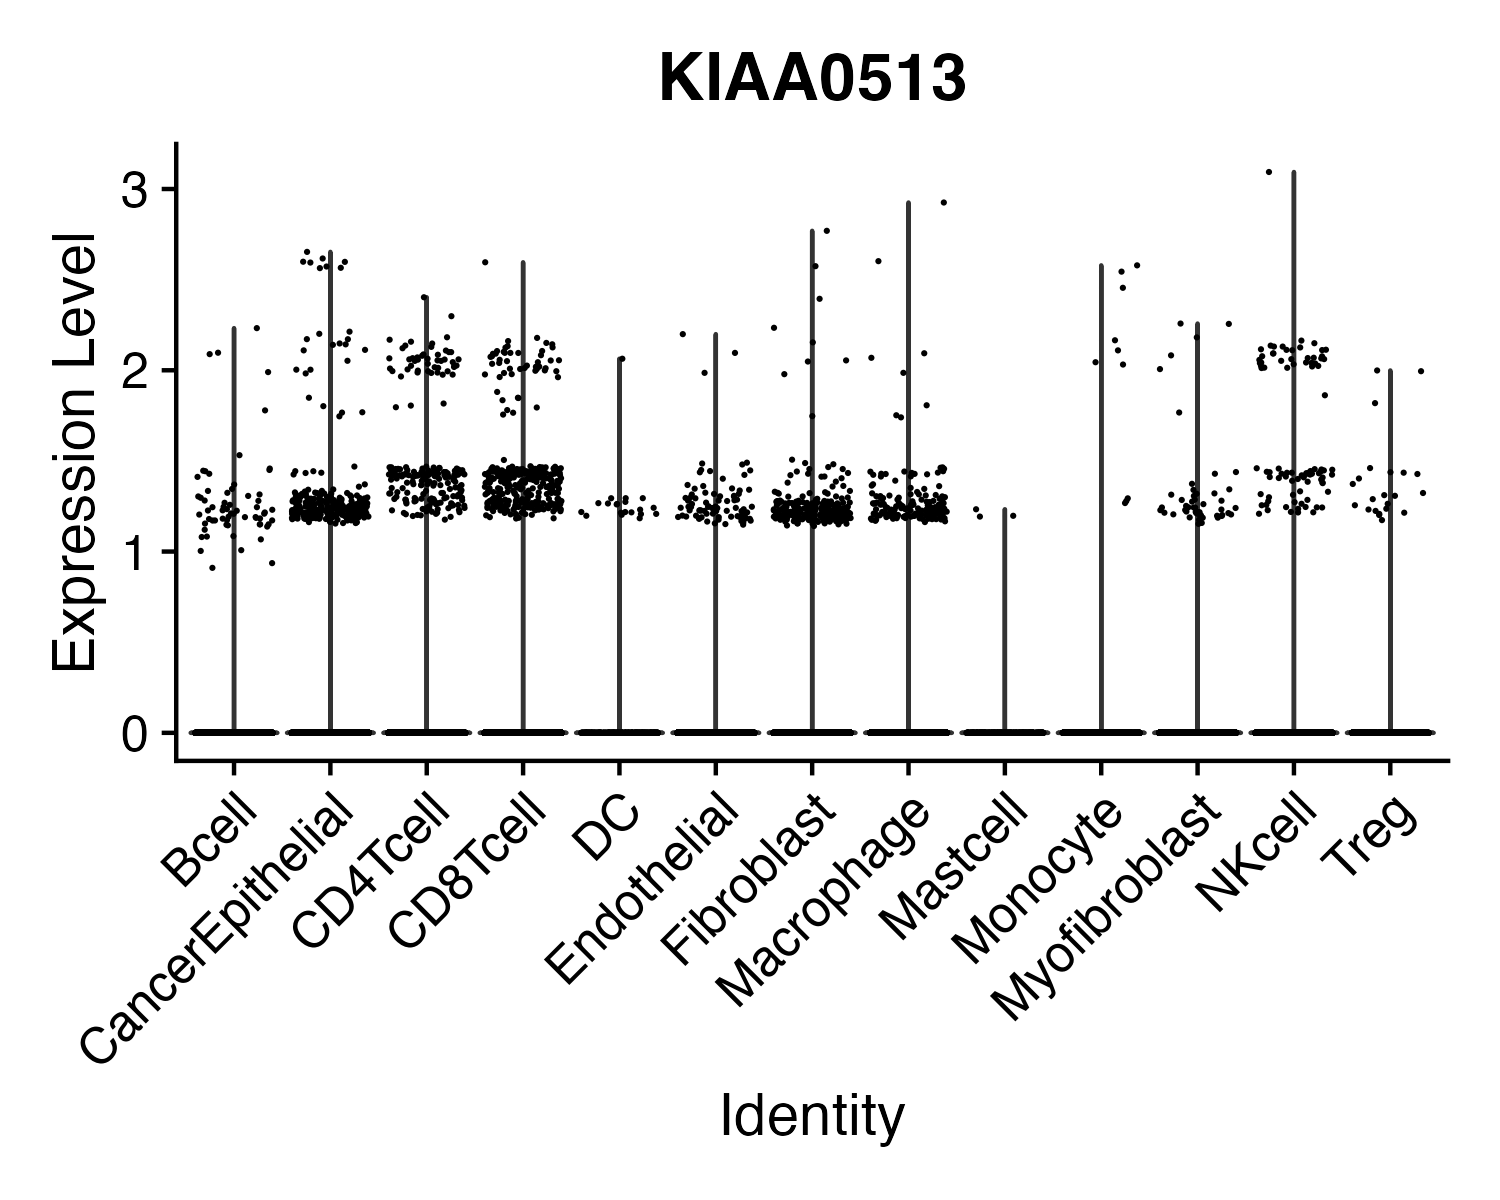 KIAA0513
Expression Level
3
2
1
0
Bcell
CancerEpithelial
CD4Tcell
CD8Tcell
DC
Endothelial
Fibroblast
Macrophage
Mastcell
Monocyte
Myofibroblast
NKcell
Treg
Identity